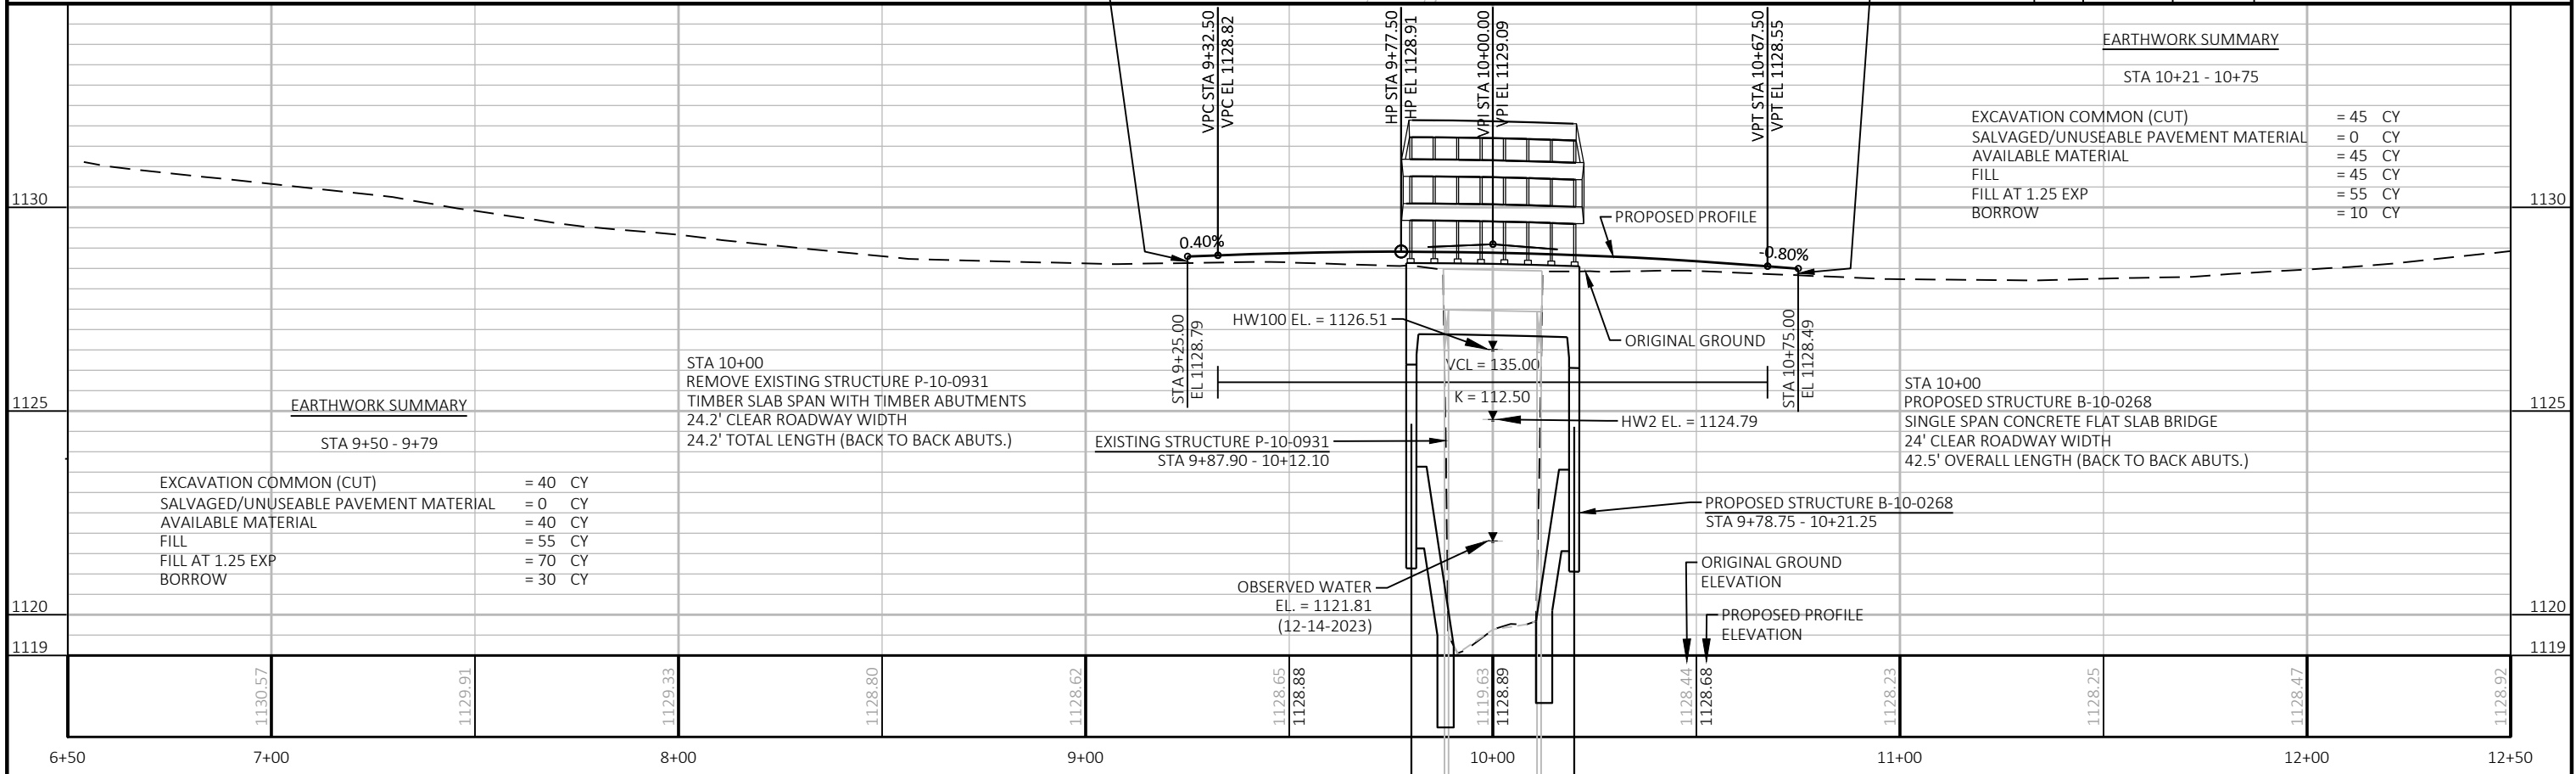 VPC STA 9+32.50
VPC EL 1128.82
HP STA 9+77.50
HP EL 1128.91
VPI STA 10+00.00
VPI EL 1129.09
VPT STA 10+67.50
VPT EL 1128.55
EARTHWORK SUMMARY
STA 10+21 - 10+75
EXCAVATION COMMON (CUT) = 45 CY
SALVAGED/UNUSEABLE PAVEMENT MATERIAL = 0 CY
AVAILABLE MATERIAL = 45 CY
FILL = 45 CY
FILL AT 1.25 EXP = 55 CY
BORROW = 10 CY
1130
1130
PROPOSED PROFILE
0.40%
-0.80%
STA 9+25.00
EL 1128.79
HW100 EL. = 1126.51
ORIGINAL GROUND
STA 10+75.00
EL 1128.49
VCL = 135.00
K = 112.50
STA 10+00
REMOVE EXISTING STRUCTURE P-10-0931
TIMBER SLAB SPAN WITH TIMBER ABUTMENTS
24.2' CLEAR ROADWAY WIDTH
24.2' TOTAL LENGTH (BACK TO BACK ABUTS.)
STA 10+00
PROPOSED STRUCTURE B-10-0268
SINGLE SPAN CONCRETE FLAT SLAB BRIDGE
24' CLEAR ROADWAY WIDTH
42.5' OVERALL LENGTH (BACK TO BACK ABUTS.)
1125
1125
HW2 EL. = 1124.79
EXISTING STRUCTURE P-10-0931
STA 9+87.90 - 10+12.10
EARTHWORK SUMMARY
STA 9+50 - 9+79
EXCAVATION COMMON (CUT) = 40 CY
SALVAGED/UNUSEABLE PAVEMENT MATERIAL = 0 CY
AVAILABLE MATERIAL = 40 CY
FILL = 55 CY
FILL AT 1.25 EXP = 70 CY
BORROW = 30 CY
PROPOSED STRUCTURE B-10-0268
STA 9+78.75 - 10+21.25
OBSERVED WATER
EL. = 1121.81
(12-14-2023)
ORIGINAL GROUND
ELEVATION
PROPOSED PROFILE
ELEVATION
1120
1120
1119
1119
1130.57
1129.91
1129.33
1128.80
1128.62
1128.65
1128.88
1119.63
1128.89
1128.44
1128.68
1128.23
1128.25
1128.47
1128.92
6+50
7+00
8+00
9+00
10+00
11+00
12+00
12+50